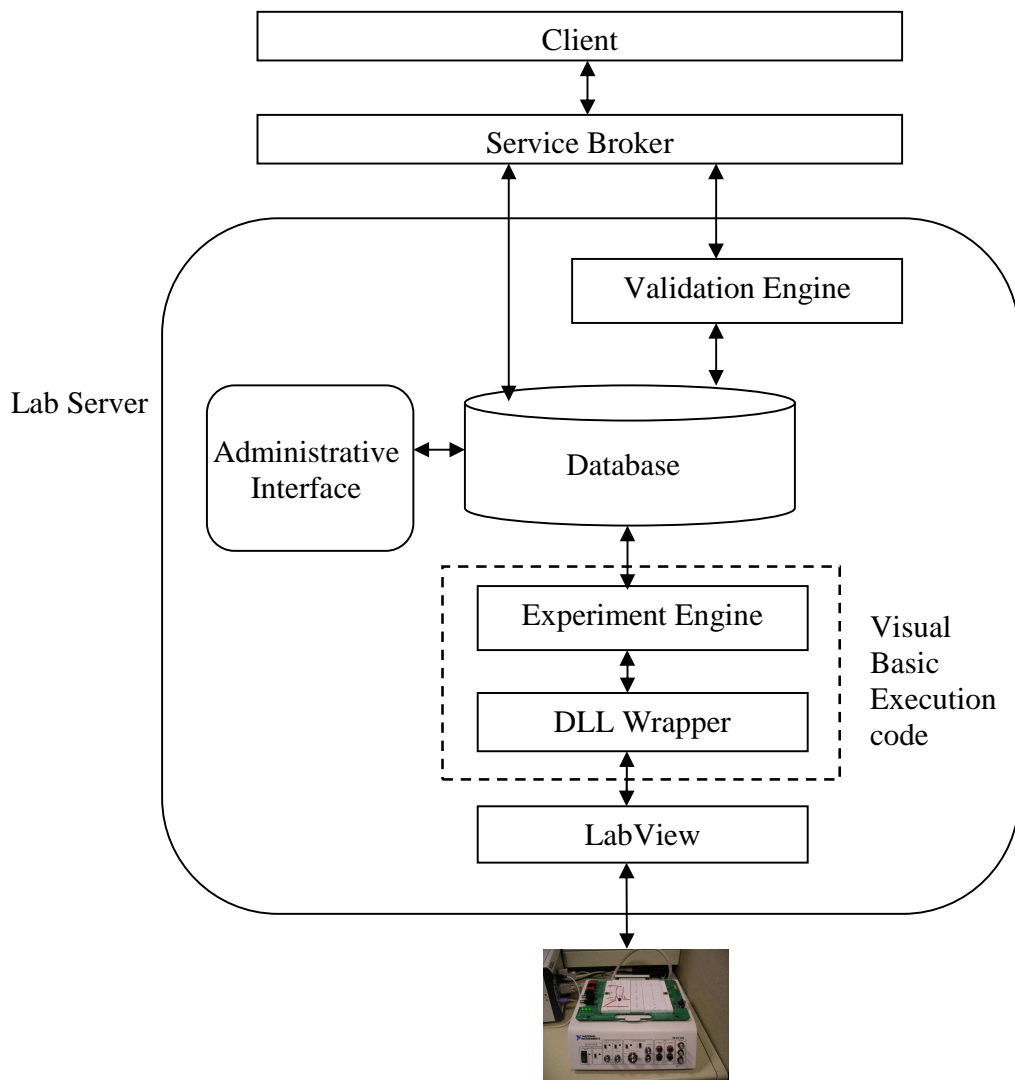 Client
Service Broker
Validation Engine
Lab Server
Administrative
Interface
Database
Experiment Engine
Visual
Basic
Execution
code
DLL Wrapper
LabView